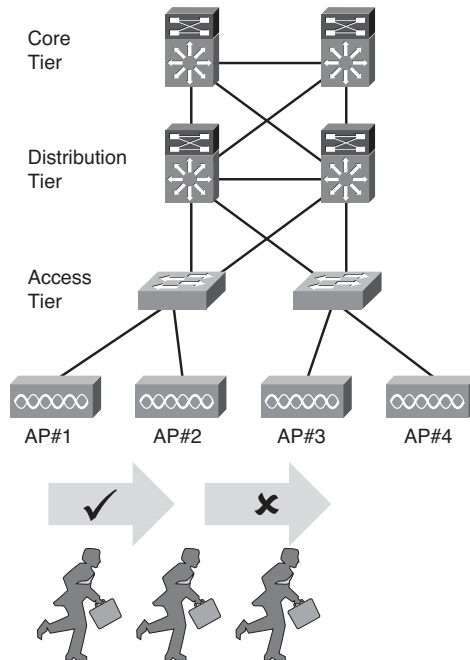 Core
Tier
Distribution
Tier
Access
Tier
AP#1 AP#2 AP#3 AP#4